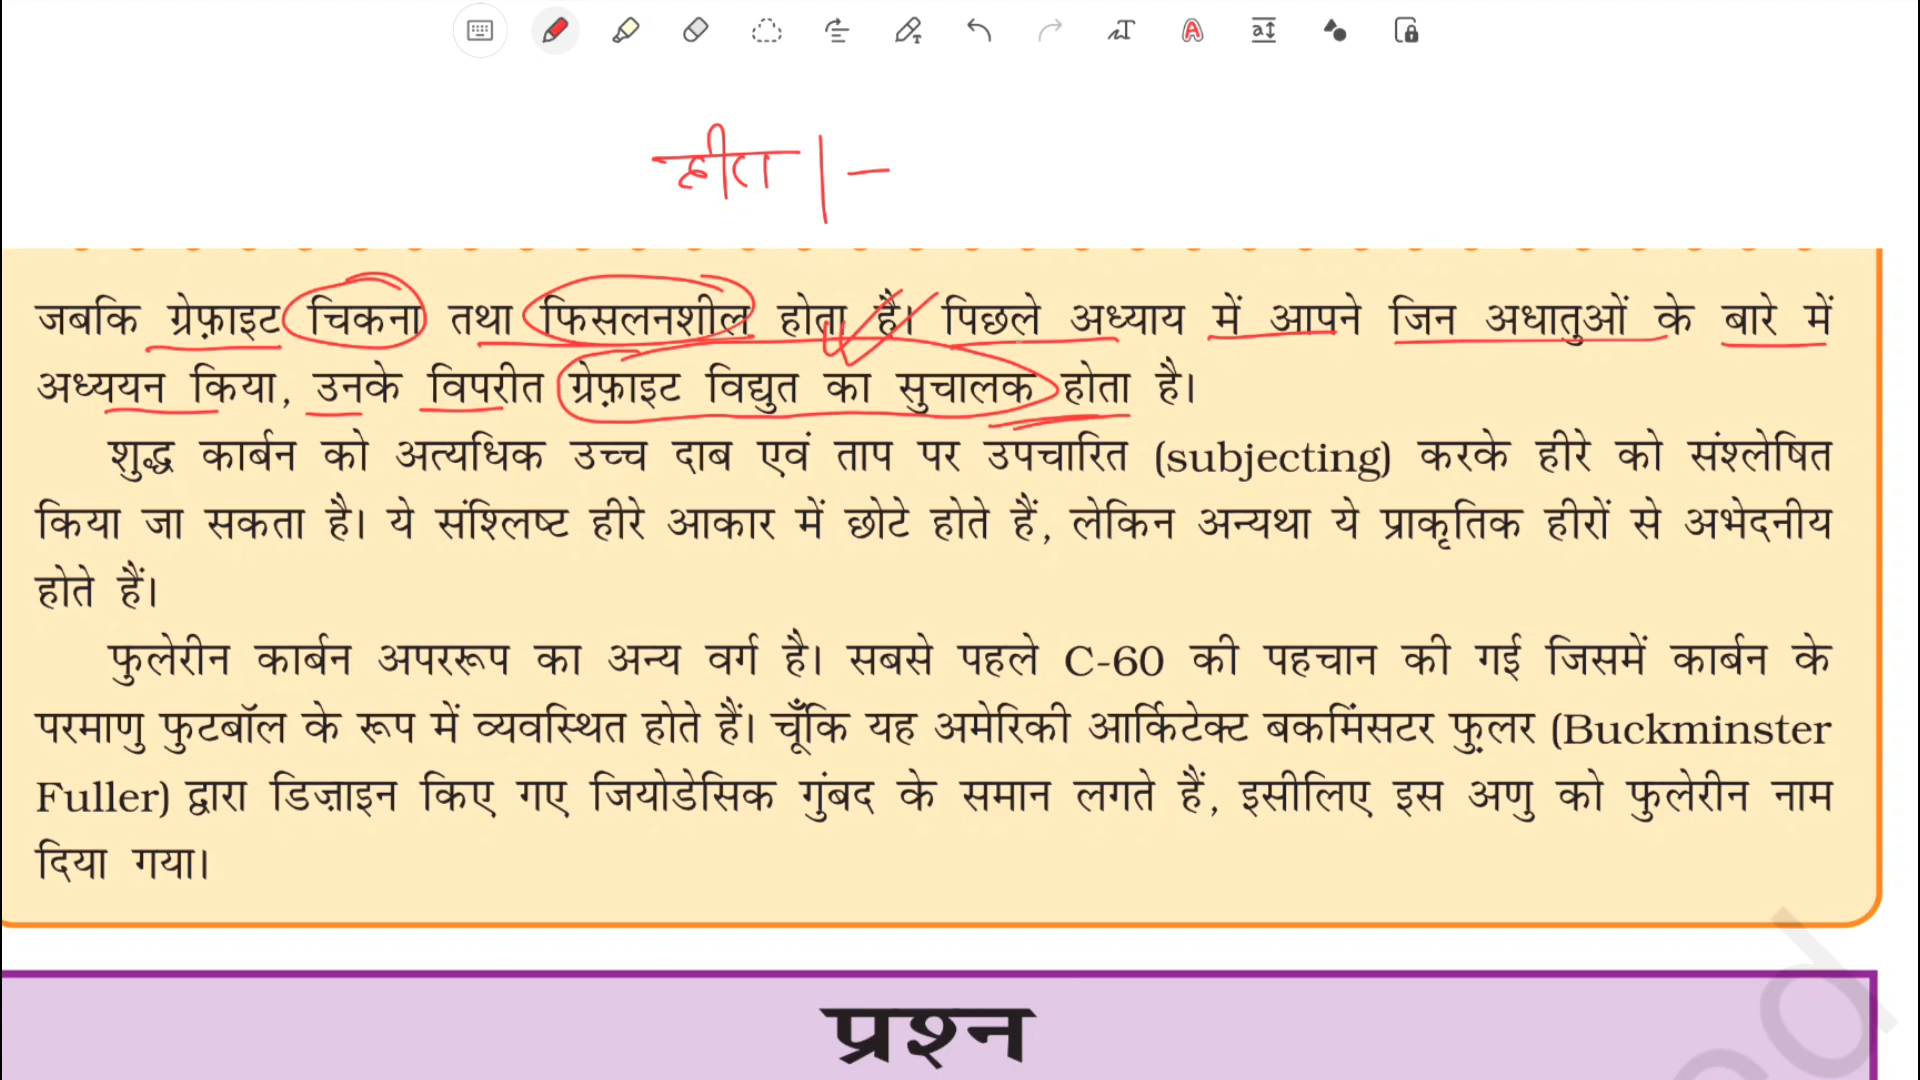 हीरा | –
जबकि ग्रेफ़ाइट चिकना तथा फिसलनशील होता है। पिछले अध्याय में आपने जिन अधातुओं के बारे में
अध्ययन किया, उनके विपरीत ग्रेफ़ाइट विद्युत का सुचालक होता है।
शुद्ध कार्बन को अत्यधिक उच्च दाब एवं ताप पर उपचारित (subjecting) करके हीरे को संश्लेषित
किया जा सकता है। ये संश्लिष्ट हीरे आकार में छोटे होते हैं, लेकिन अन्यथा ये प्राकृतिक हीरों से अभेदनीय
होते हैं।
फुलेरीन कार्बन अपररूप का अन्य वर्ग है। सबसे पहले C-60 की पहचान की गई जिसमें कार्बन के
परमाणु फुटबॉल के रूप में व्यवस्थित होते हैं। चूँकि यह अमेरिकी आर्किटेक्ट बकमिंसटर फु़लर (Buckminster
Fuller) द्वारा डिज़ाइन किए गए जियोडेसिक गुंबद के समान लगते हैं, इसीलिए इस अणु को फुलेरीन नाम
दिया गया।
प्रश्न